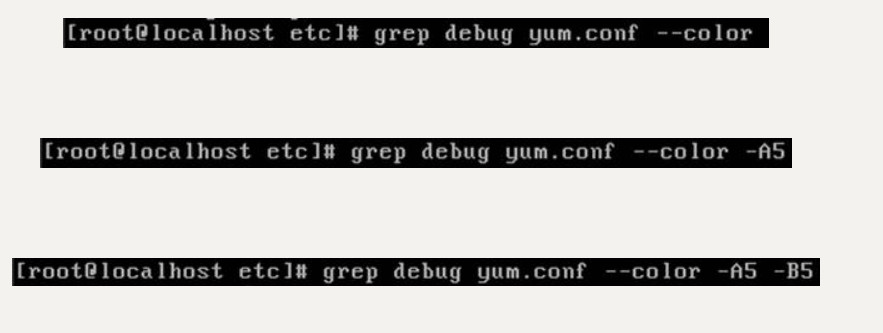 [root@localhost etc]# grep debug yum.conf --color
[root@localhost etc]# grep debug yum.conf --color -A5
[root@localhost etc]# grep debug yum.conf --color -A5 -B5